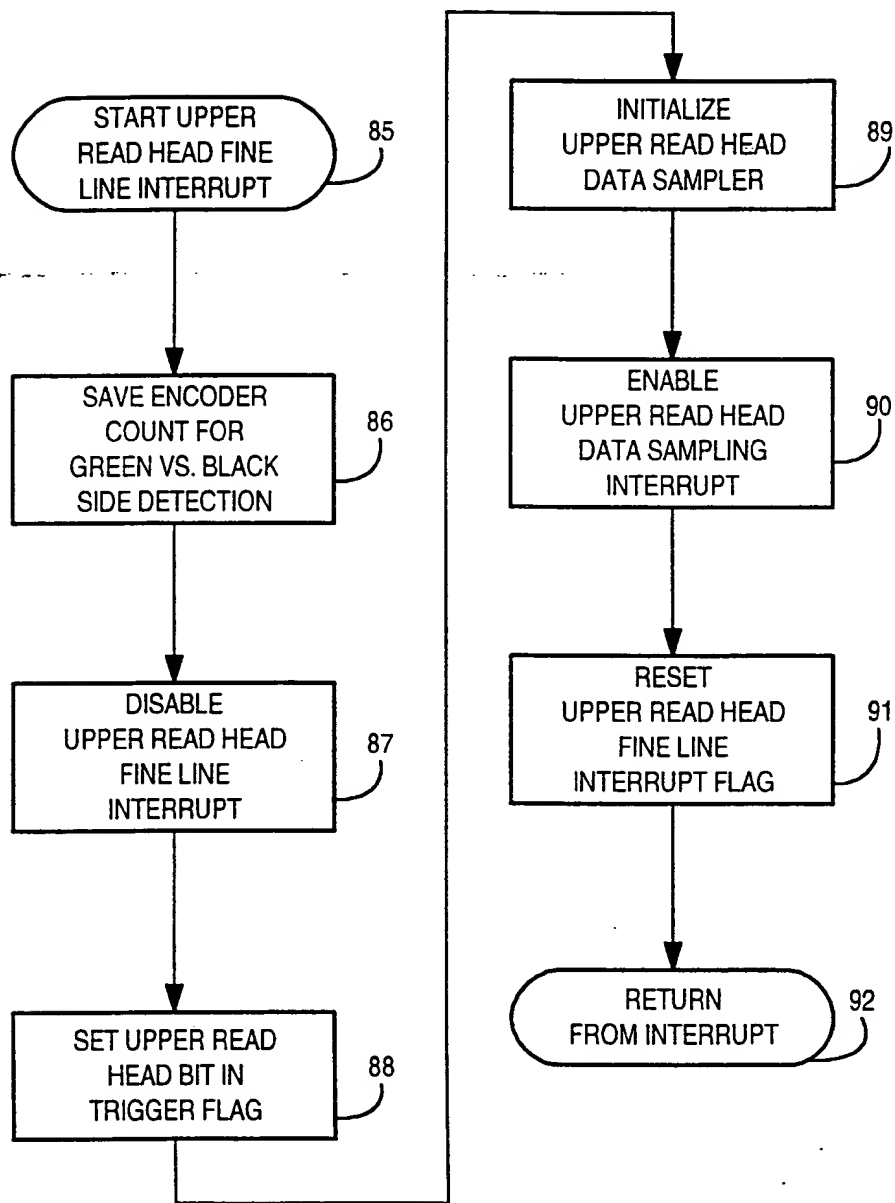 START UPPER
READ HEAD FINE
LINE INTERRUPT
85
SAVE ENCODER
COUNT FOR
GREEN VS. BLACK
SIDE DETECTION
86
DISABLE
UPPER READ HEAD
FINE LINE
INTERRUPT
87
SET UPPER READ
HEAD BIT IN
TRIGGER FLAG
88
INITIALIZE
UPPER READ HEAD
DATA SAMPLER
89
ENABLE
UPPER READ HEAD
DATA SAMPLING
INTERRUPT
90
RESET
UPPER READ HEAD
FINE LINE
INTERRUPT FLAG
91
RETURN
FROM INTERRUPT
92